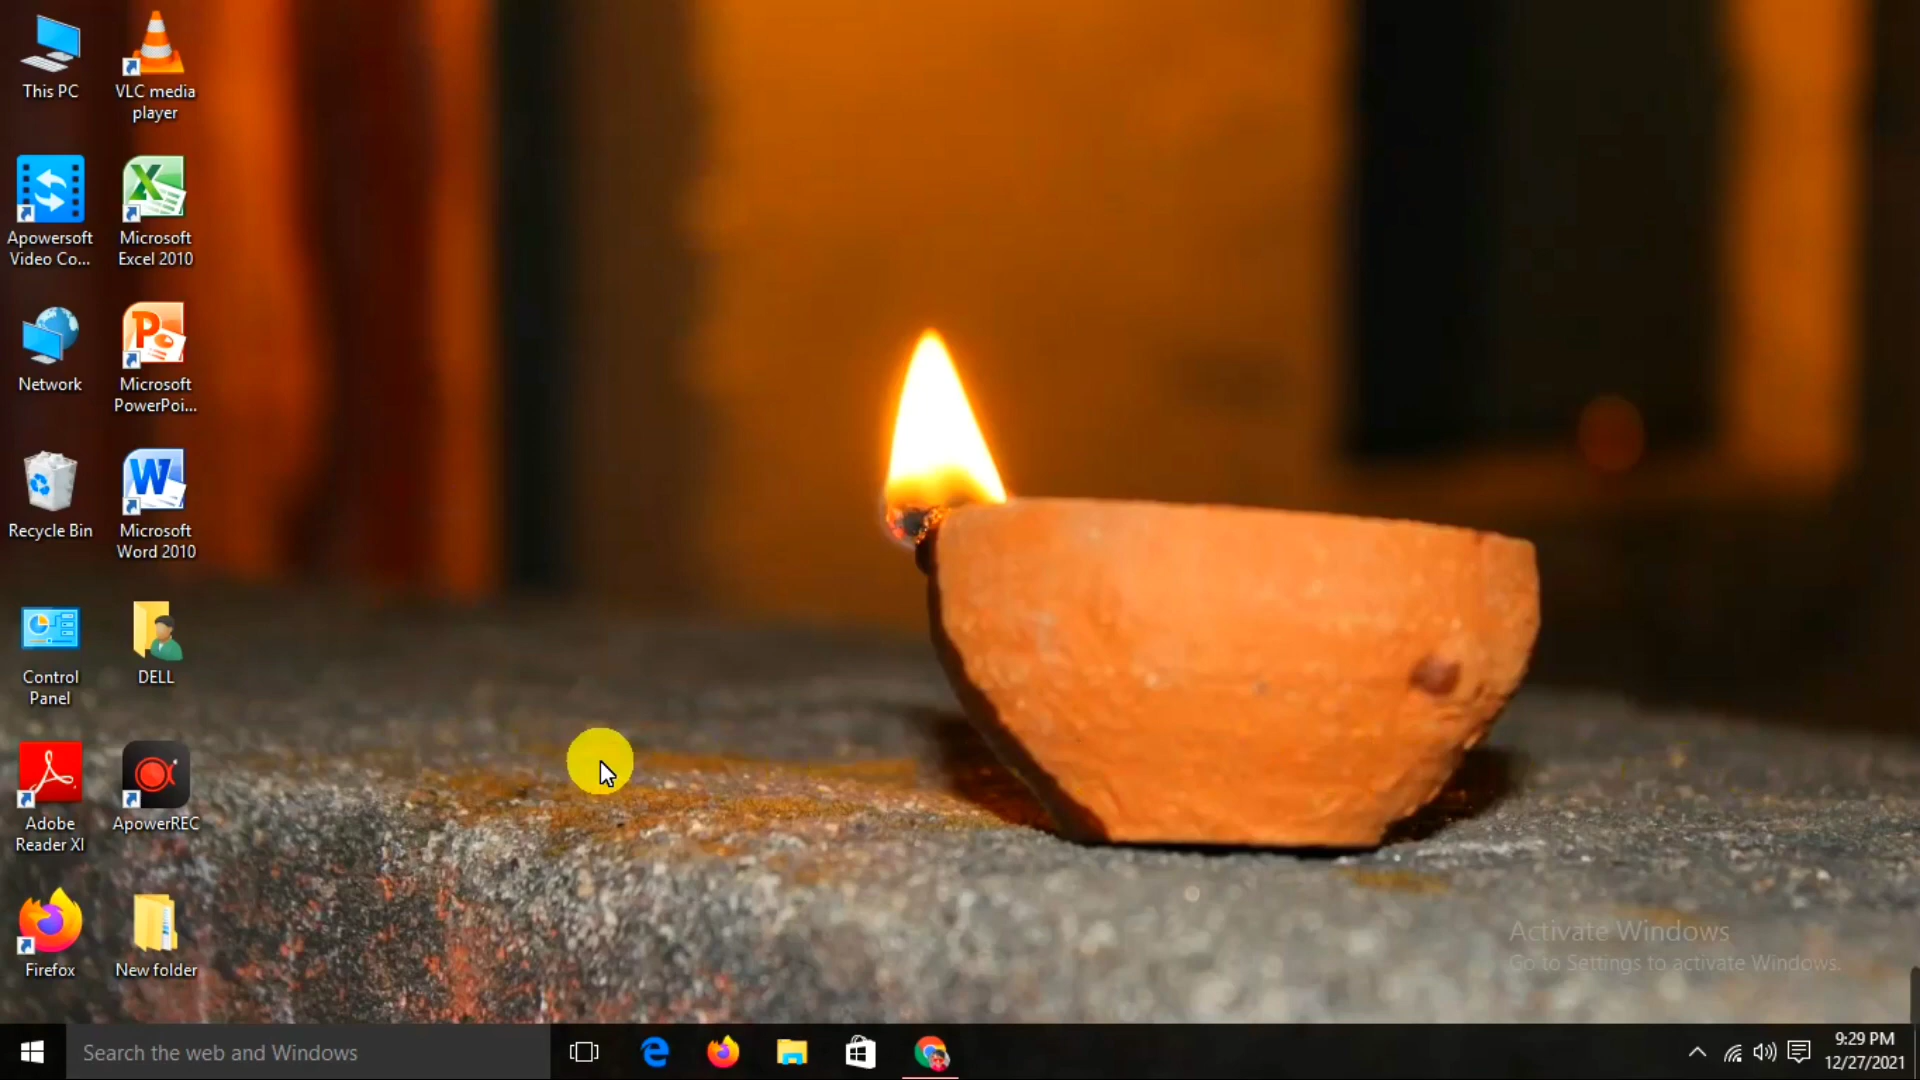 This PC
VLC media
player
Apowersoft
Video Co...
Microsoft
Excel 2010
Network
Microsoft
PowerPoi...
Recycle Bin
Microsoft
Word 2010
Control
Panel
DELL
Adobe
Reader XI
ApowerREC
Firefox
New folder
Activate Windows
Go to Settings to activate Windows.
Search the web and Windows
9:29 PM
12/27/2021